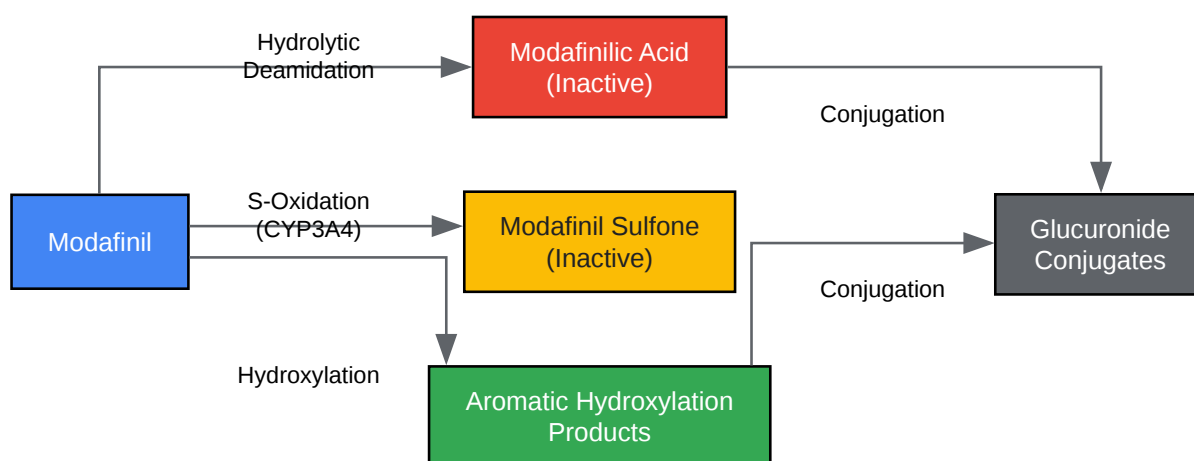 Hydrolytic
Deamidation
Modafinilic Acid
(Inactive)
Conjugation
Modafinil
S-Oxidation
(CYP3A4)
Modafinil Sulfone
(Inactive)
Glucuronide
Conjugates
Conjugation
Hydroxylation
Aromatic Hydroxylation
Products